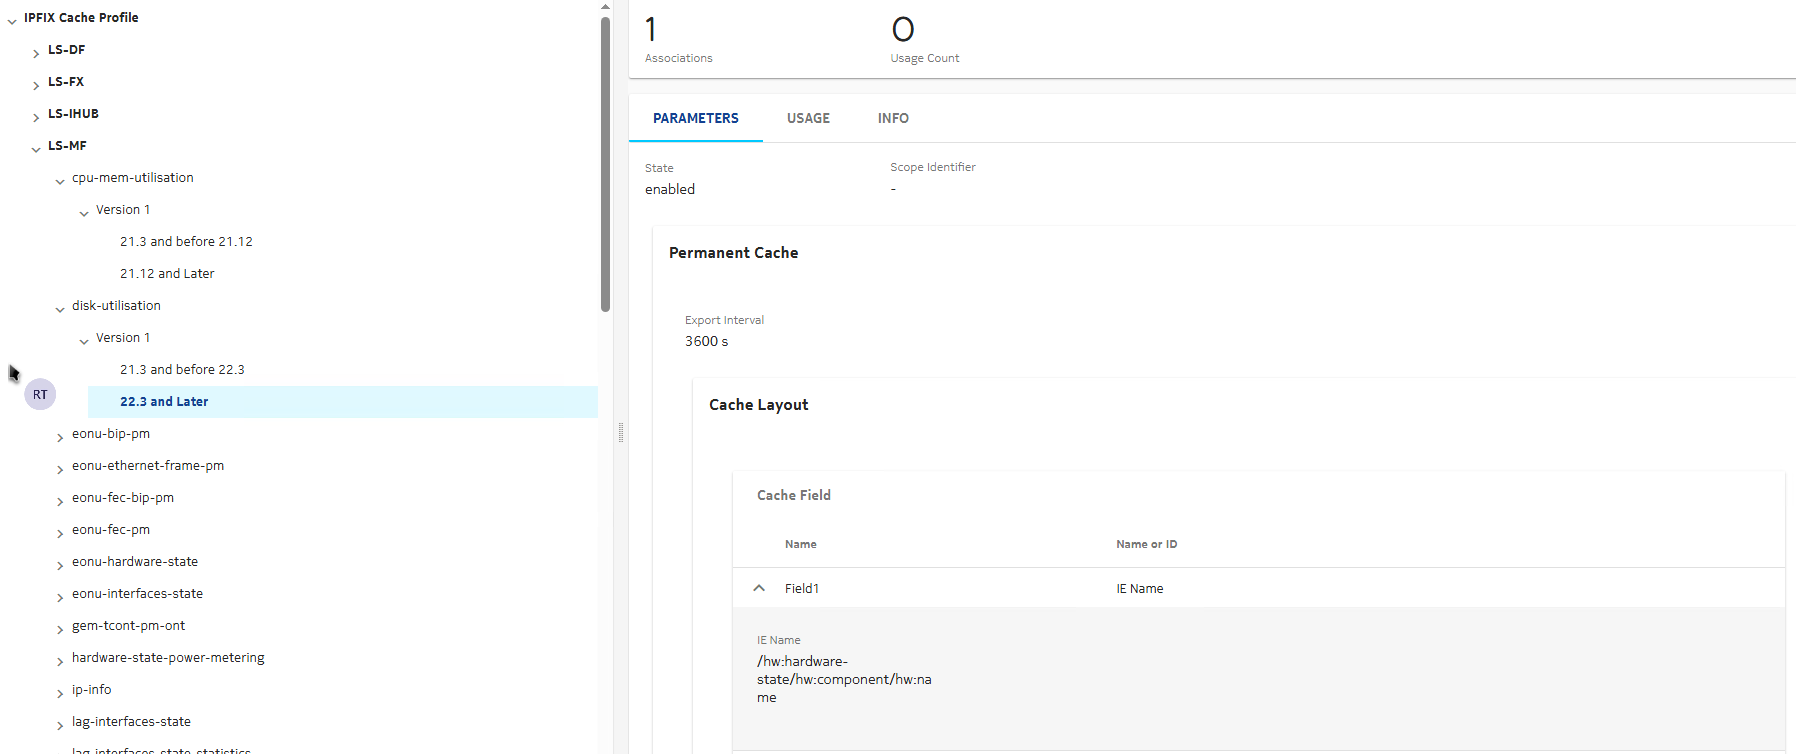 IPFIX Cache Profile
LS-DF
LS-FX
LS-IHUB
LS-MF
cpu-mem-utilisation
Version 1
21.3 and before 21.12
21.12 and Later
disk-utilisation
Version 1
21.3 and before 22.3
RT
22.3 and Later
eonu-bip-pm
eonu-ethernet-frame-pm
eonu-fec-bip-pm
eonu-fec-pm
eonu-hardware-state
eonu-interfaces-state
gem-tcont-pm-ont
hardware-state-power-metering
ip-info
lag-interfaces-state
lag-interfaces-state-statistics
1
0
Associations
Usage Count
PARAMETERS
USAGE
INFO
State
Scope Identifier
enabled
-
Permanent Cache
Export Interval
3600 s
Cache Layout
Cache Field
Name
Name or ID
Field1
IE Name
IE Name
/hw:hardware-
state/hw:component/hw:na
me